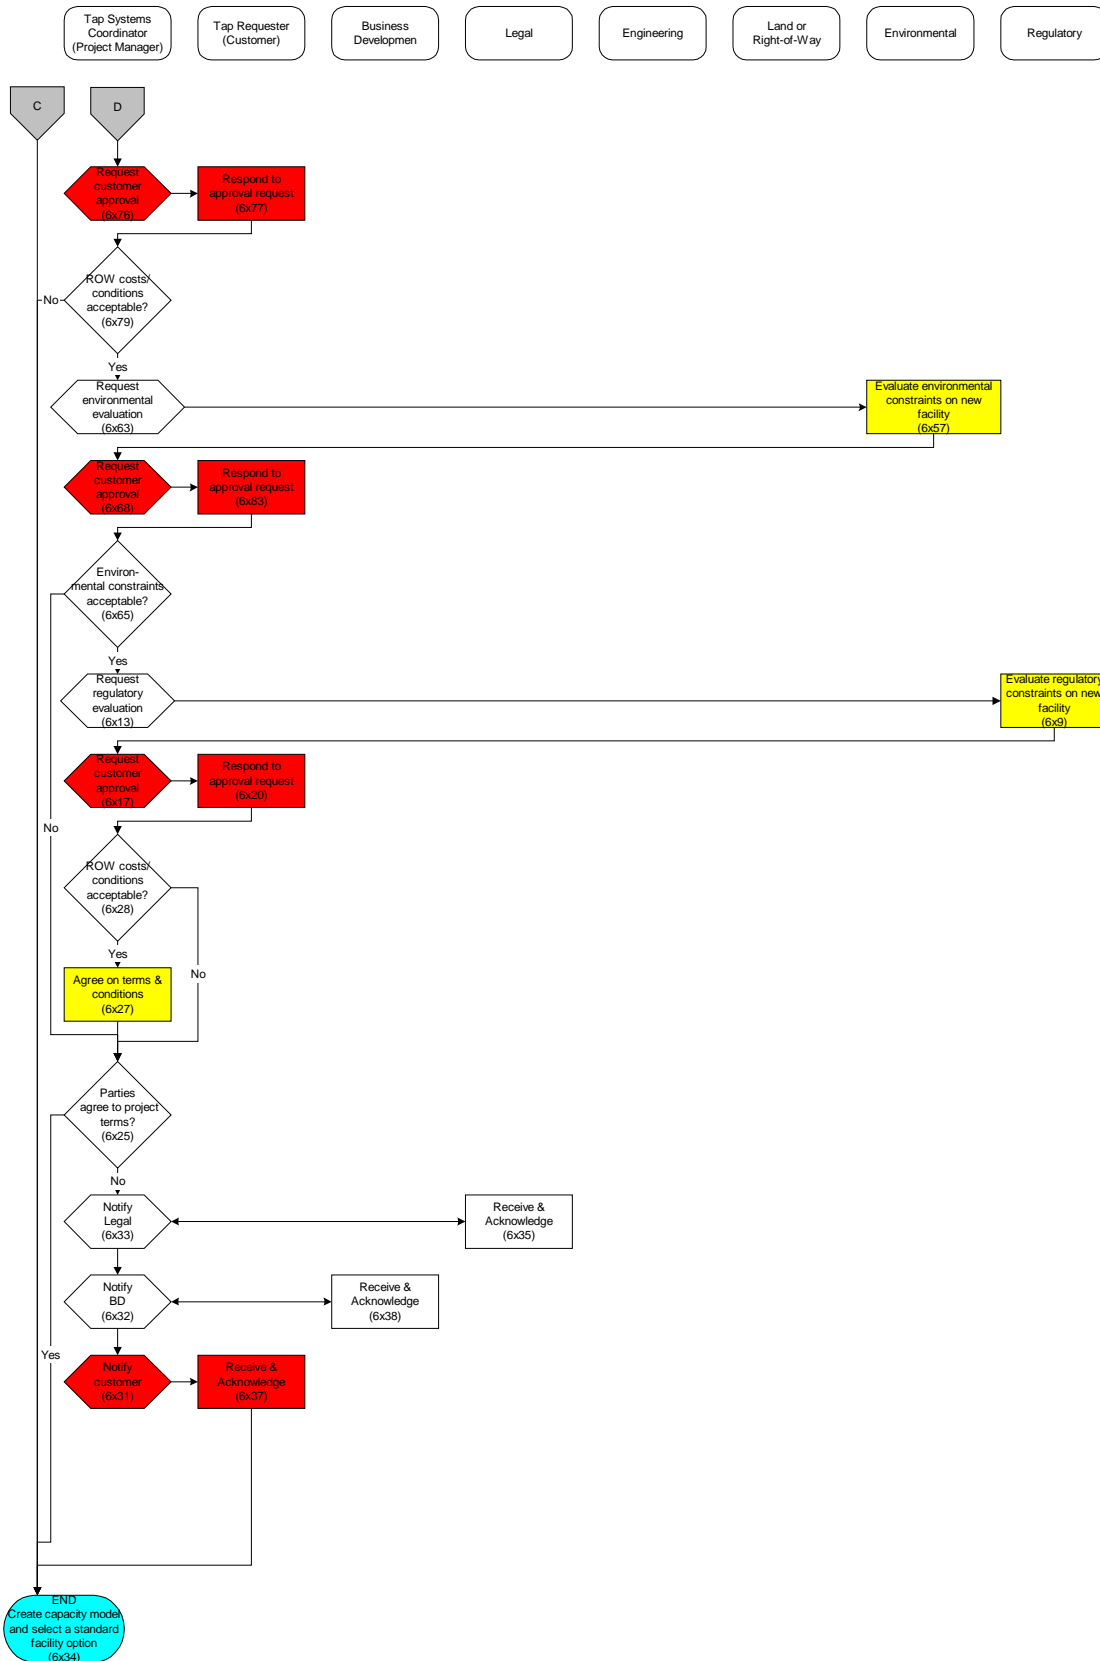 Tap Systems
Coordinator
(Project Manager)
Tap Requester
(Customer)
Business
Developmen
Legal
Engineering
Land or
Right-of-Way
Environmental
Regulatory
C
D
Request
customer
approval
(6x76)
Respond to
approval request
(6x77)
ROW costs/
conditions
acceptable?
(6x79)
No
Yes
Request
environmental
evaluation
(6x63)
Evaluate environmental
constraints on new
facility
(6x57)
Request
customer
approval
(6x68)
Respond to
approval request
(6x83)
Environ-
mental constraints
acceptable?
(6x65)
Yes
Request
regulatory
evaluation
(6x13)
Evaluate regulatory
constraints on new
facility
(6x9)
Request
customer
approval
(6x17)
Respond to
approval request
(6x20)
No
ROW costs/
conditions
acceptable?
(6x28)
Yes
No
Agree on terms &
conditions
(6x27)
Parties
agree to project
terms?
(6x25)
No
Notify
Legal
(6x33)
Receive &
Acknowledge
(6x35)
Notify
BD
(6x32)
Receive &
Acknowledge
(6x38)
Yes
Notify
customer
(6x31)
Receive &
Acknowledge
(6x37)
END
Create capacity model
and select a standard
facility option
(6x34)